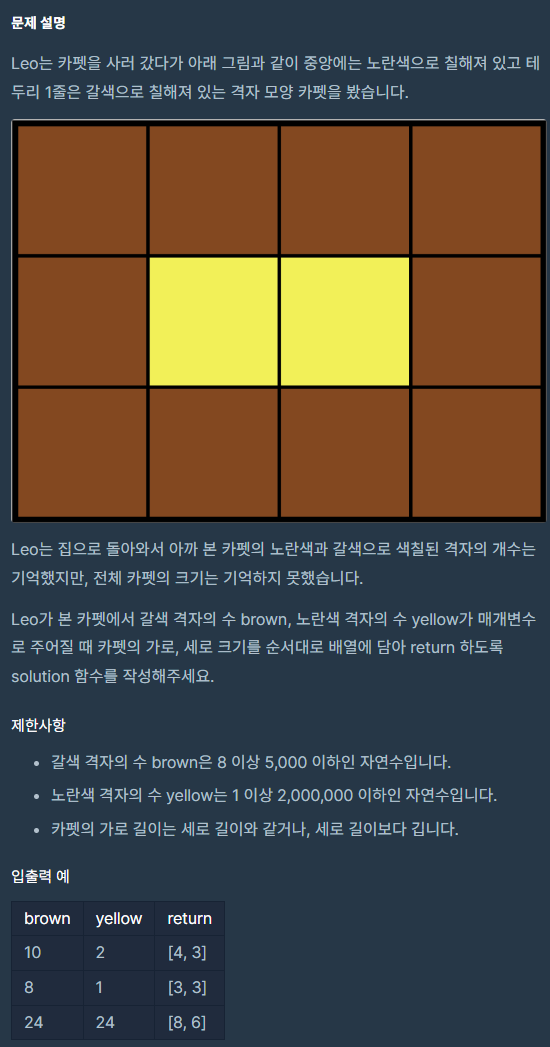 문제 설명
Leo는 카펫을 사러 갔다가 아래 그림과 같이 중앙에는 노란색으로 칠해져 있고 테
두리 1줄은 갈색으로 칠해져 있는 격자 모양 카펫을 봤습니다.
Leo는 집으로 돌아와서 아까 본 카펫의 노란색과 갈색으로 색칠된 격자의 개수는
기억했지만, 전체 카펫의 크기는 기억하지 못했습니다.
Leo가 본 카펫에서 갈색 격자의 수 brown, 노란색 격자의 수 yellow가 매개변수
로 주어질 때 카펫의 가로, 세로 크기를 순서대로 배열에 담아 return 하도록
solution 함수를 작성해주세요.
제한사항
• 갈색 격자의 수 brown은 8 이상 5,000 이하인 자연수입니다.
• 노란색 격자의 수 yellow는 1 이상 2,000,000 이하인 자연수입니다.
• 카펫의 가로 길이는 세로 길이와 같거나, 세로 길이보다 깁니다.
입출력 예
brown yellow return
10 2 [4, 3]
8 1 [3, 3]
24 24 [8, 6]